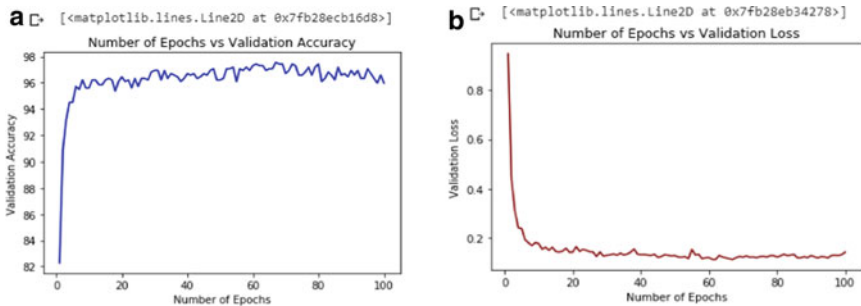 a [<matplotlib.lines.Line2D at 0x7fb28ecb16d8>]
Number of Epochs vs Validation Accuracy
98
96
94
92
90
88
86
84
82
Validation Accuracy
0 20 40 60 80 100
Number of Epochs
b [<matplotlib.lines.Line2D at 0x7fb28eb34278>]
Number of Epochs vs Validation Loss
0.8
0.6
0.4
0.2
Validation Loss
0 20 40 60 80 100
Number of Epochs